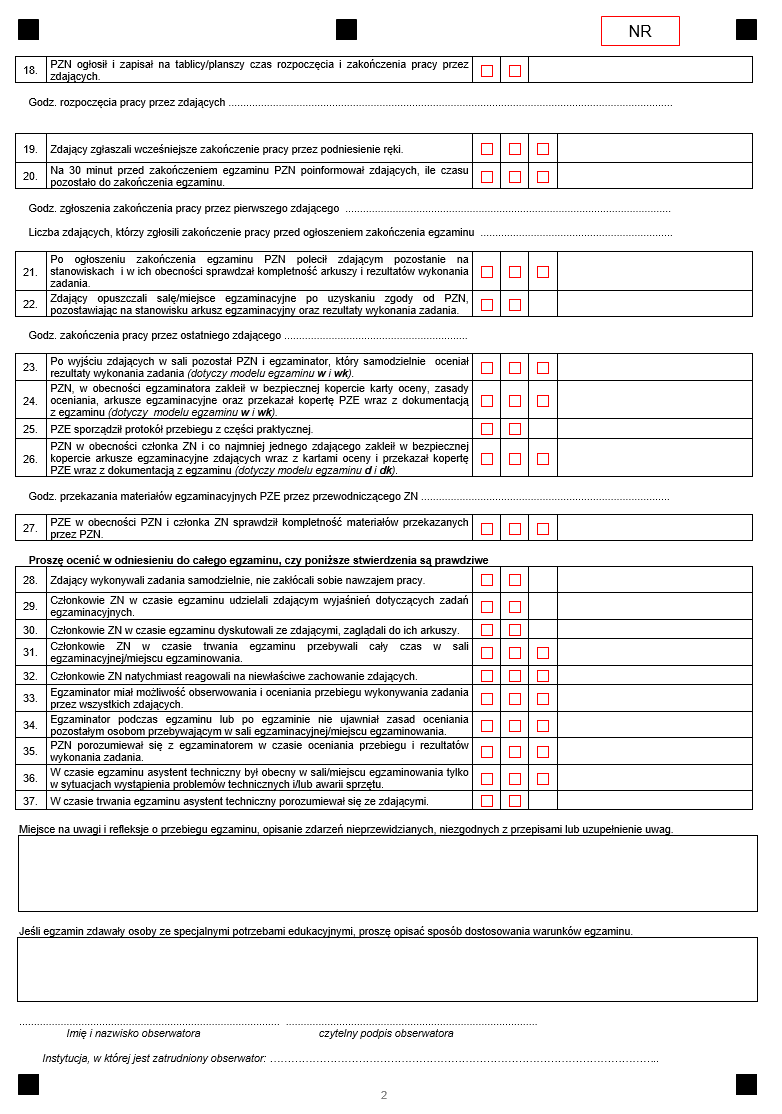 NR
18. PZN ogłosił i zapisał na tablicy/planszy czas rozpoczęcia i zakończenia pracy przez
zdających.
Godz. rozpoczęcia pracy przez zdających ...............................................................................................................................................
19. Zdający zgłaszali wcześniejsze zakończenie pracy przez podniesienie ręki.
20. Na 30 minut przed zakończeniem egzaminu PZN poinformował zdających, ile czasu
pozostało do zakończenia egzaminu.
Godz. zgłoszenia zakończenia pracy przez pierwszego zdającego ..............................................................................................................
Liczba zdających, którzy zgłosili zakończenie pracy przed ogłoszeniem zakończenia egzaminu ................................................................
21. Po ogłoszeniu zakończenia egzaminu PZN polecił zdającym pozostanie na
stanowiskach i w ich obecności sprawdzał kompletność arkuszy i rezultatów wykonania
zadania.
22. Zdający opuszczali salę/miejsce egzaminacyjne po uzyskaniu zgody od PZN,
pozostawiając na stanowisku arkusz egzaminacyjny oraz rezultaty wykonania zadania.
Godz. zakończenia pracy przez ostatniego zdającego .............................................................
23. Po wyjściu zdających w sali pozostał PZN i egzaminator, który samodzielnie oceniał
rezultaty wykonania zadania (dotyczy modelu egzaminu w i wk).
24. PZN, w obecności egzaminatora zakleił w bezpiecznej kopercie karty oceny, zasady
oceniania, arkusze egzaminacyjne oraz przekazał kopertę PZE wraz z dokumentacją
z egzaminu (dotyczy modelu egzaminu w i wk).
25. PZE sporządził protokół przebiegu z części praktycznej.
26. PZN w obecności członka ZN i co najmniej jednego zdającego zakleił w bezpiecznej
kopercie arkusze egzaminacyjne zdających wraz z kartami oceny i przekazał kopertę
PZE wraz z dokumentacją z egzaminu (dotyczy modelu egzaminu d i dk).
Godz. przekazania materiałów egzaminacyjnych PZE przez przewodniczącego ZN ...................................................................................
27. PZE w obecności PZN i członka ZN sprawdził kompletność materiałów przekazanych
przez PZN.
Proszę ocenić w odniesieniu do całego egzaminu, czy poniższe stwierdzenia są prawdziwe
28. Zdający wykonywali zadania samodzielnie, nie zakłócali sobie nawzajem pracy.
29. Członkowie ZN w czasie egzaminu udzielali zdającym wyjaśnień dotyczących zadań
egzaminacyjnych.
30. Członkowie ZN w czasie egzaminu dyskutowali ze zdającymi, zaglądali do ich arkuszy.
31. Członkowie ZN w czasie trwania egzaminu przebywali cały czas w sali
egzaminacyjnej/miejscu egzaminowania.
32. Członkowie ZN natychmiast reagowali na niewłaściwe zachowanie zdających.
33. Egzaminator miał możliwość obserwowania i oceniania przebiegu wykonywania zadania
przez wszystkich zdających.
34. Egzaminator podczas egzaminu lub po egzaminie nie ujawniał zasad oceniania
pozostałym osobom przebywającym w sali egzaminacyjnej/miejscu egzaminowania.
35. PZN porozumiewał się z egzaminatorem w czasie oceniania przebiegu i rezultatów
wykonania zadania.
36. W czasie egzaminu asystent techniczny był obecny w sali/miejscu egzaminowania tylko
w sytuacjach wystąpienia problemów technicznych i/lub awarii sprzętu.
37. W czasie trwania egzaminu asystent techniczny porozumiewał się ze zdającymi.
Miejsce na uwagi i refleksje o przebiegu egzaminu, opisanie zdarzeń nieprzewidzianych, niezgodnych z przepisami lub uzupełnienie uwag.
Jeśli egzamin zdawały osoby ze specjalnymi potrzebami edukacyjnymi, proszę opisać sposób dostosowania warunków egzaminu.
....................................................................................... ....................................................................................
Imię i nazwisko obserwatora czytelny podpis obserwatora
Instytucja, w której jest zatrudniony obserwator: ……………………………………………………………………………………..
2